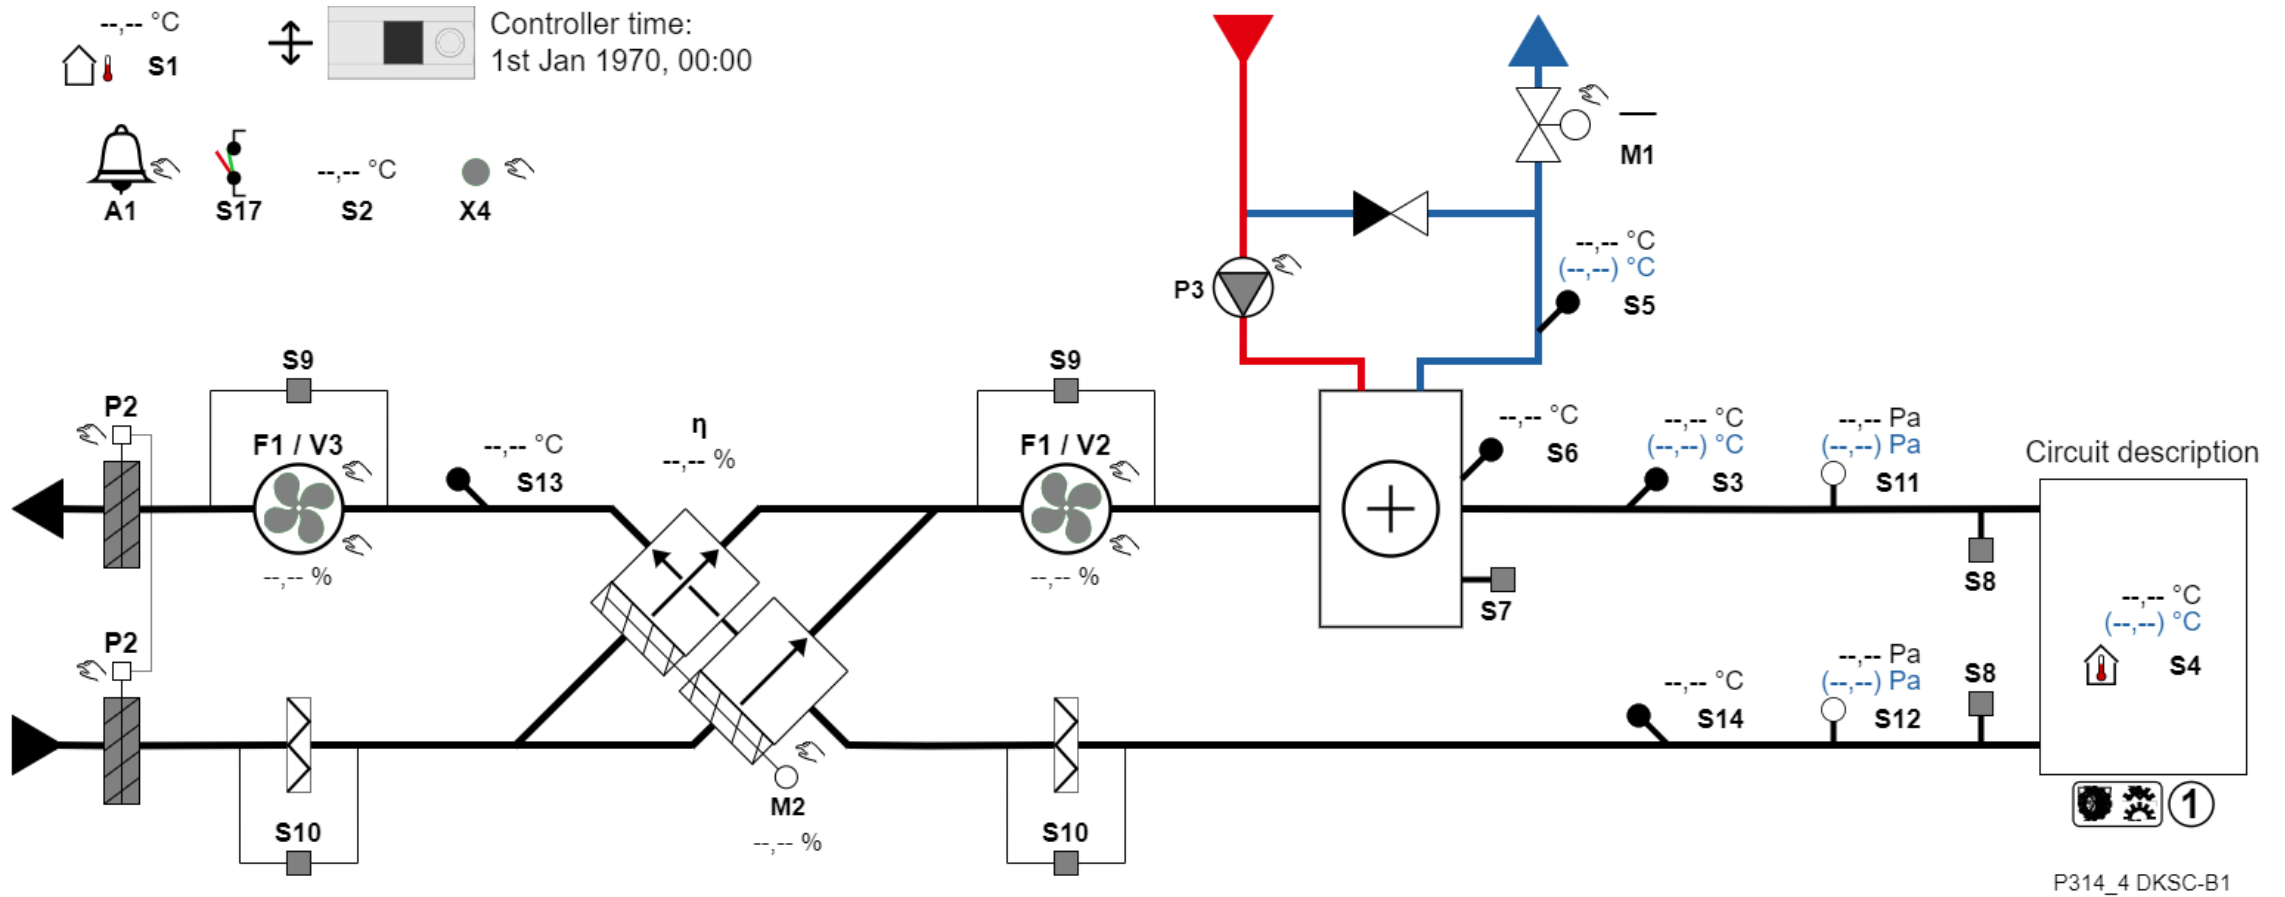 --,-- °C
S1
Controller time:
1st Jan 1970, 00:00
A1
S17
--,-- °C
S2
X4
M1
--,-- °C
(--,--) °C
S5
P3
S9
S9
P2
F1 / V3
--,-- °C
S13
η
--,-- %
F1 / V2
--,-- °C
S6
--,-- °C
(--,--) °C
S3
--,-- Pa
(--,--) Pa
S11
Circuit description
--,-- %
--,-- %
S7
S8
--,-- °C
(--,--) °C
S4
P2
--,-- °C
S14
--,-- Pa
(--,--) Pa
S12
S8
M2
--,-- %
S10
S10
1
P314_4 DKSC-B1